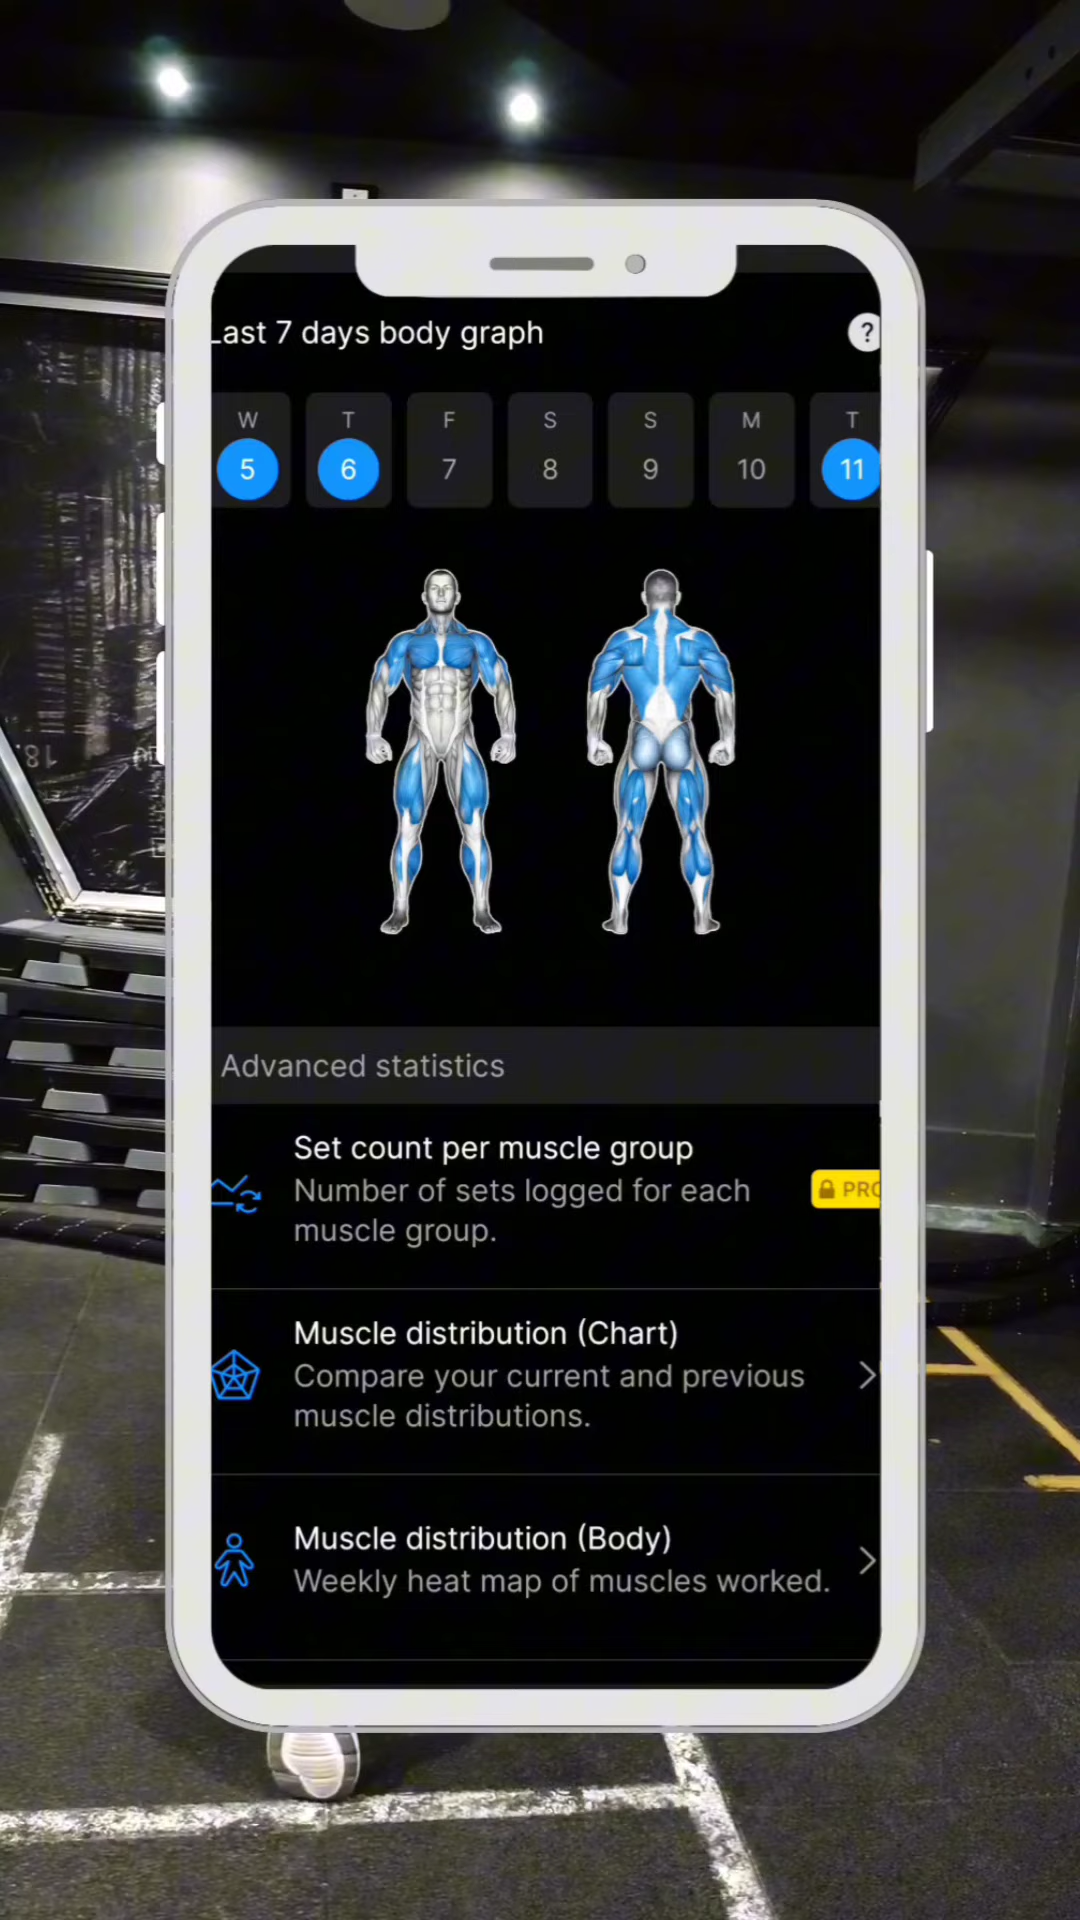 Last 7 days body graph
?
W T F S S M T
5 6 7 8 9 10 11
Advanced statistics
Set count per muscle group
Number of sets logged for each
muscle group.
PRO
Muscle distribution (Chart)
Compare your current and previous
muscle distributions.
Muscle distribution (Body)
Weekly heat map of muscles worked.
18.